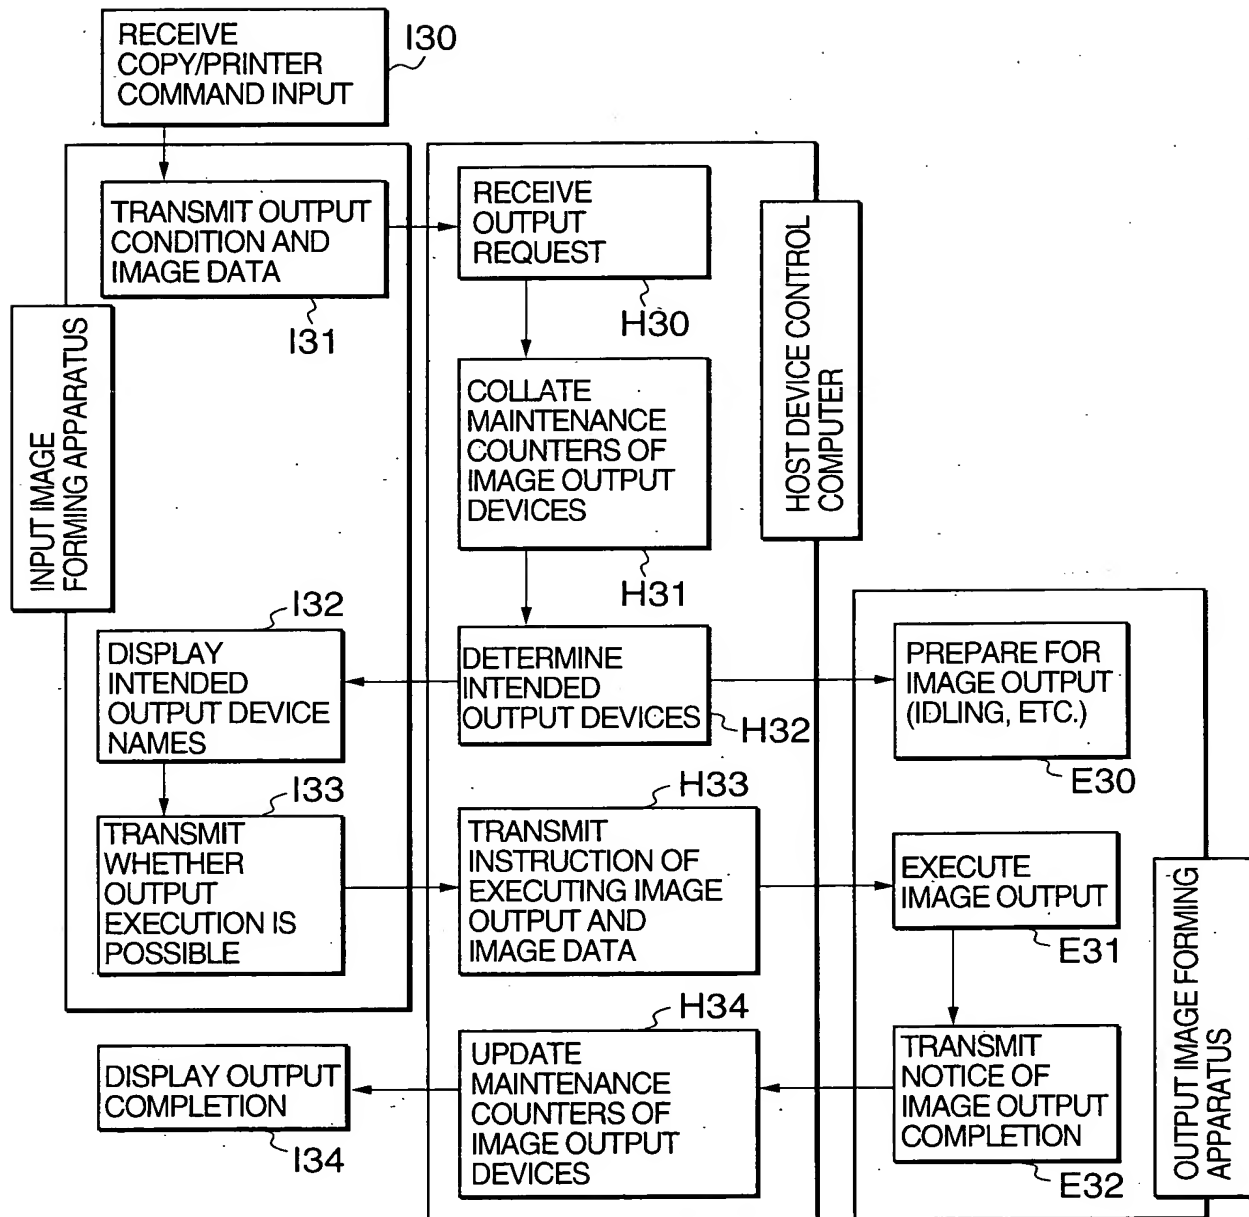 RECEIVE
COPY/PRINTER
COMMAND INPUT
I30
TRANSMIT OUTPUT
CONDITION AND
IMAGE DATA
I31
INPUT IMAGE
FORMING APPARATUS
RECEIVE
OUTPUT
REQUEST
H30
HOST DEVICE CONTROL
COMPUTER
COLLATE
MAINTENANCE
COUNTERS OF
IMAGE OUTPUT
DEVICES
H31
I32
DISPLAY
INTENDED
OUTPUT DEVICE
NAMES
DETERMINE
INTENDED
OUTPUT DEVICES
H32
PREPARE FOR
IMAGE OUTPUT
(IDLING, ETC.)
E30
I33
TRANSMIT
WHETHER
OUTPUT
EXECUTION IS
POSSIBLE
H33
TRANSMIT
INSTRUCTION OF
EXECUTING IMAGE
OUTPUT AND
IMAGE DATA
EXECUTE
IMAGE OUTPUT
E31
OUTPUT IMAGE FORMING
APPARATUS
H34
DISPLAY OUTPUT
COMPLETION
I34
UPDATE
MAINTENANCE
COUNTERS OF
IMAGE OUTPUT
DEVICES
TRANSMIT
NOTICE OF
IMAGE OUTPUT
COMPLETION
E32